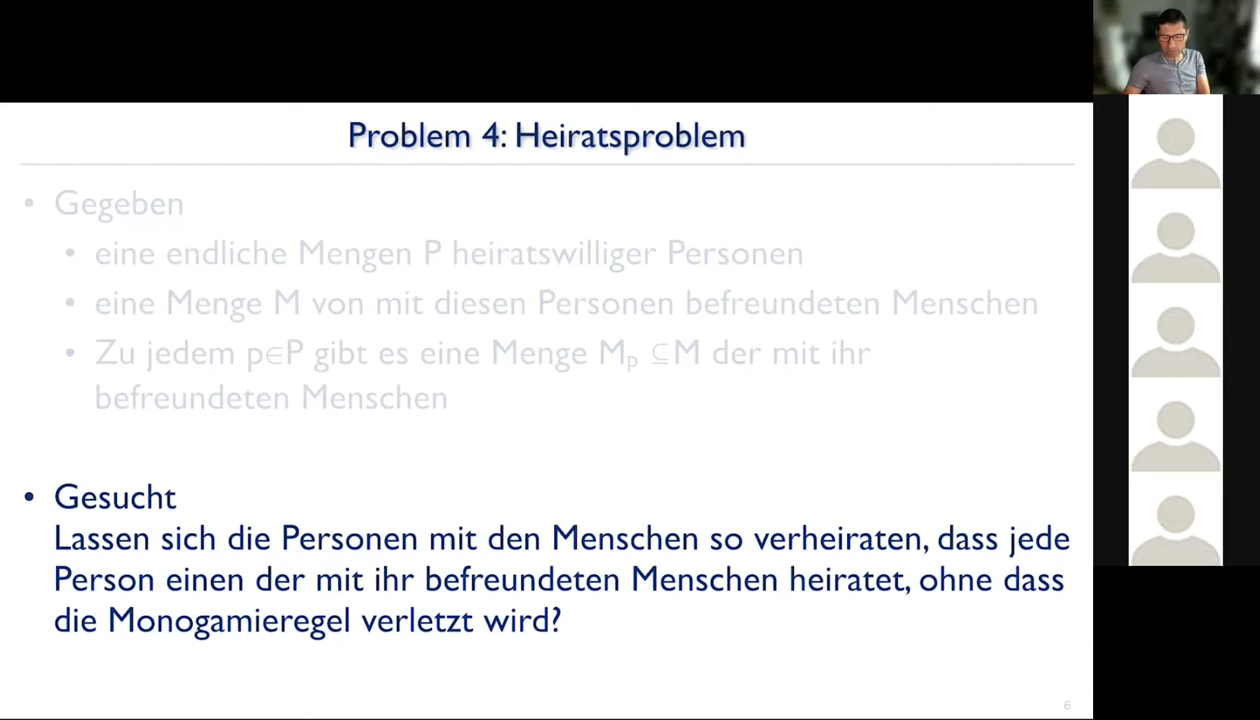 Problem 4: Heiratsproblem
• Gegeben
• eine endliche Mengen P heiratswilliger Personen
• eine Menge M von mit diesen Personen befreundeten Menschen
• Zu jedem p∈P gibt es eine Menge Mₚ ⊆M der mit ihr
befreundeten Menschen
• Gesucht
Lassen sich die Personen mit den Menschen so verheiraten, dass jede
Person einen der mit ihr befreundeten Menschen heiratet, ohne dass
die Monogamieregel verletzt wird?
6